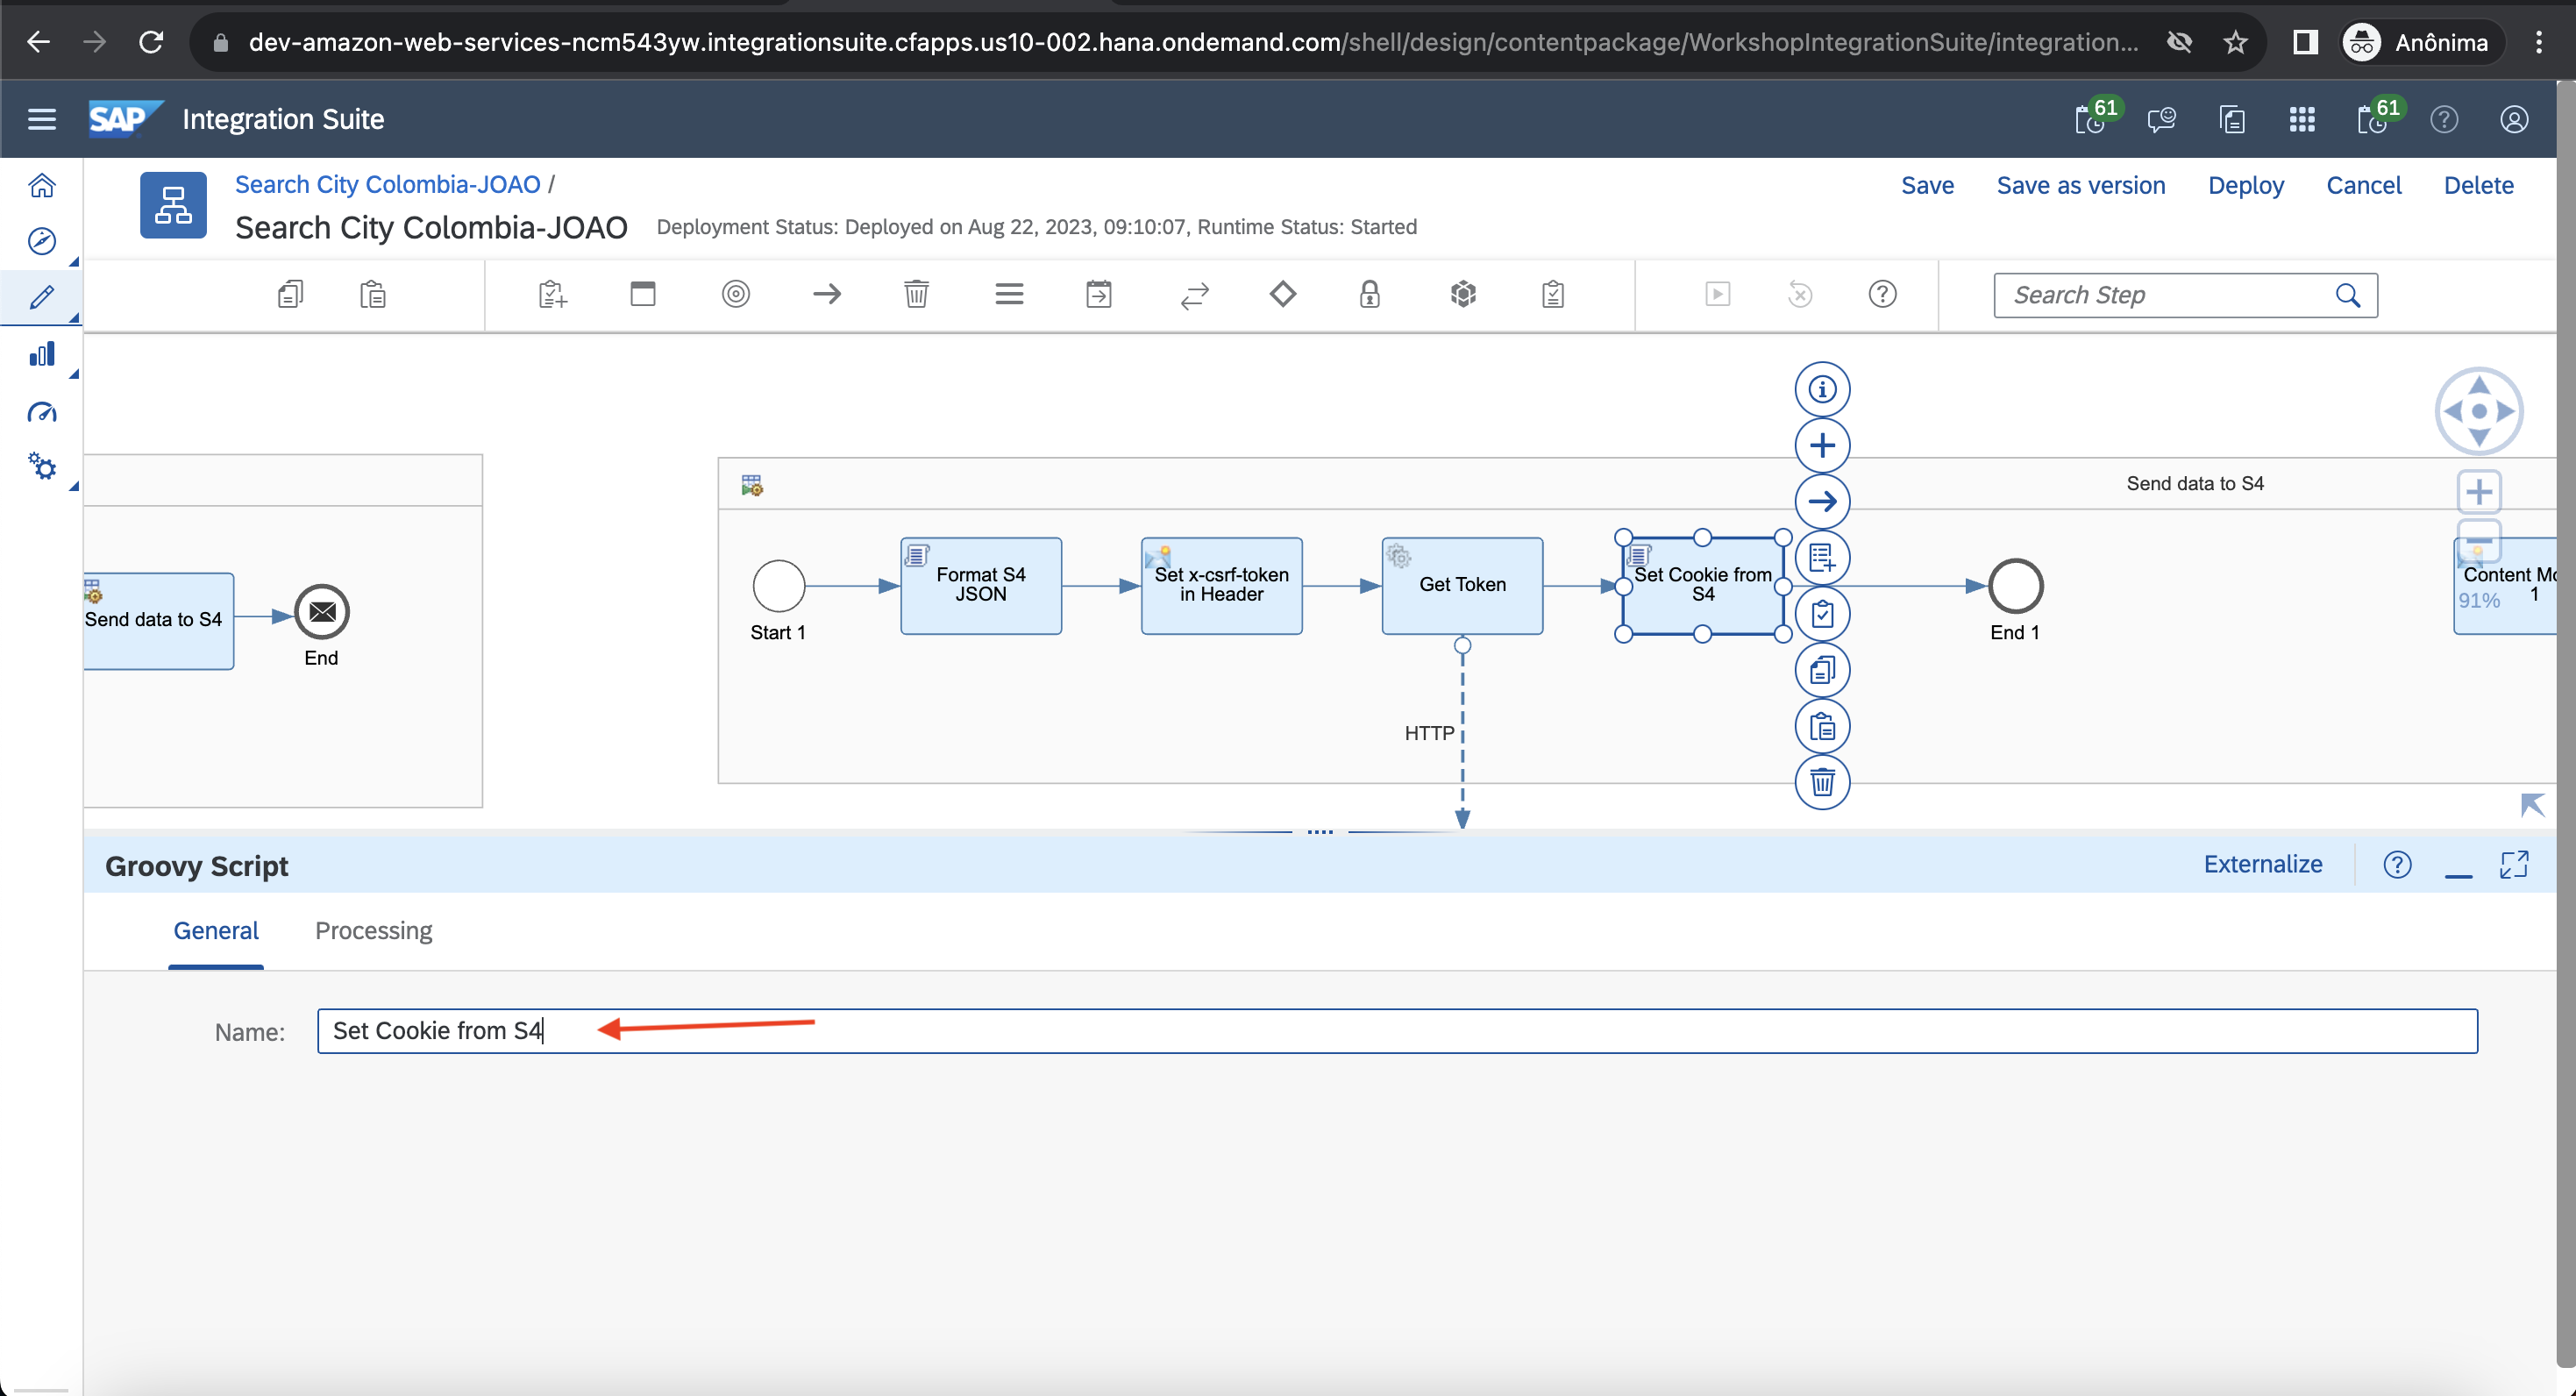 dev-amazon-web-services-ncm543yw.integrationsuite.cfapps.us10-002.hana.ondemand.com/shell/design/contentpackage/WorkshopIntegrationSuite/integration...
Anônima
SAP
Integration Suite
61
61
Search City Colombia-JOAO /
Search City Colombia-JOAO
Deployment Status: Deployed on Aug 22, 2023, 09:10:07, Runtime Status: Started
Save
Save as version
Deploy
Cancel
Delete
Search Step
Send data to S4
Send data to S4
End
Start 1
Format S4
JSON
Set x-csrf-token
in Header
Get Token
Set Cookie from
S4
End 1
Content Mo
1
91%
HTTP
Groovy Script
Externalize
General
Processing
Name:
Set Cookie from S4